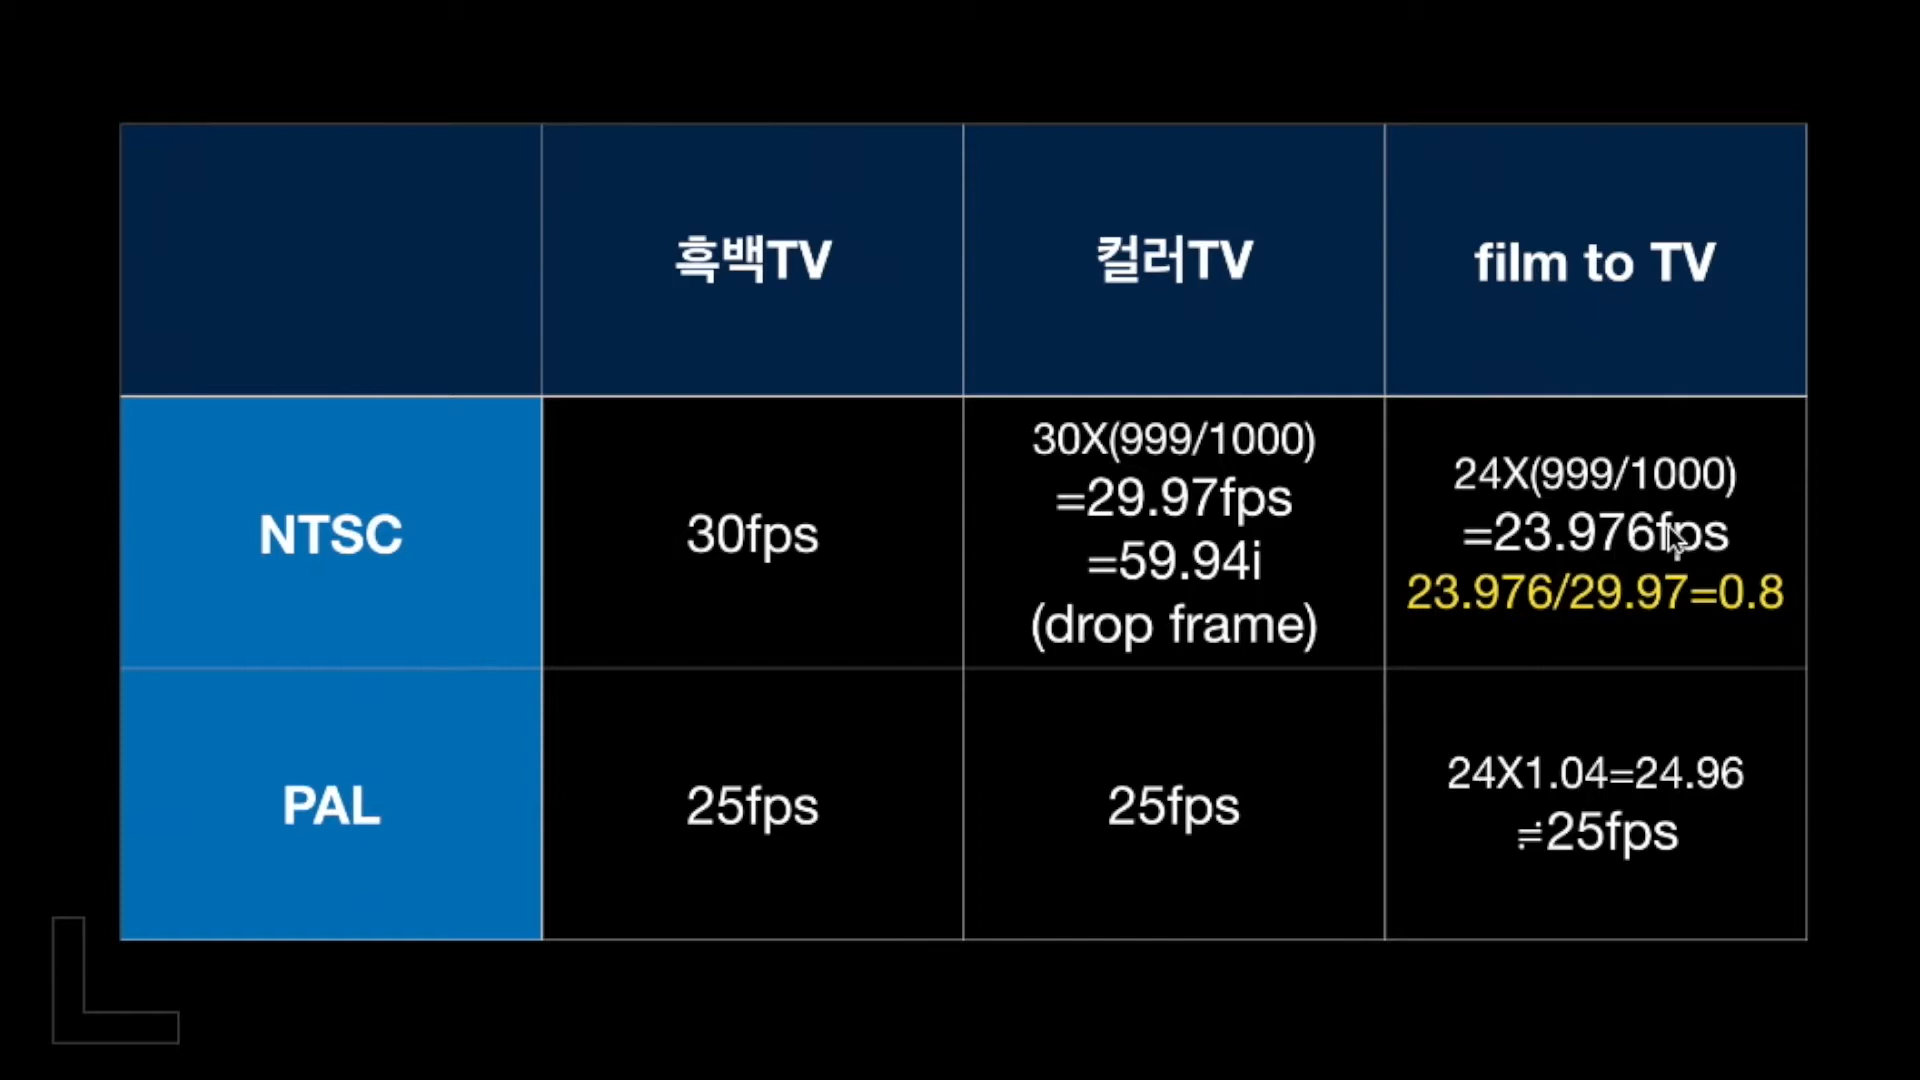 흑백TV
컬러TV
film to TV
NTSC
30fps
30X(999/1000)
=29.97fps
=59.94i
(drop frame)
24X(999/1000)
=23.976fps
23.976/29.97=0.8
PAL
25fps
25fps
24X1.04=24.96
≓25fps